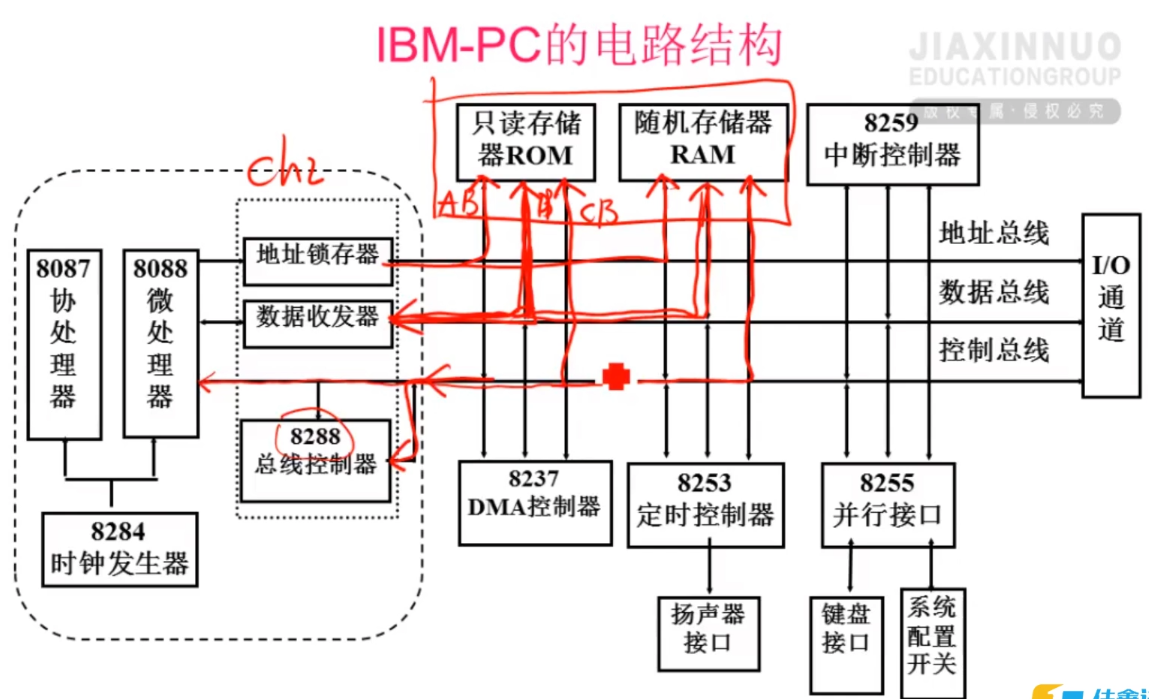 IBM-PC的电路结构
JIAXINNUO
EDUCATIONGROUP
版权专属·侵权必究
只读存储
器ROM
随机存储器
RAM
8259
中断控制器
ch2
AB
CB
地址锁存器
数据收发器
8087
协
处
理
器
8088
微
处
理
器
地址总线
数据总线
控制总线
I/O
通
道
8288
总线控制器
8284
时钟发生器
8237
DMA控制器
8253
定时控制器
8255
并行接口
扬声器
接口
键盘
接口
系统
配置
开关